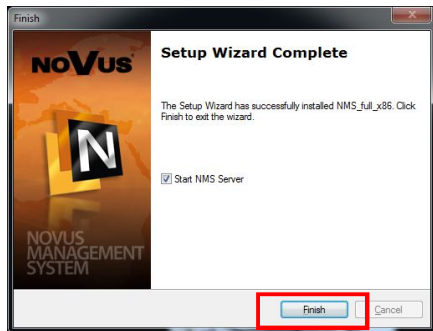 Finish
NOVUS
Setup Wizard Complete
The Setup Wizard has successfully installed NMS_full_x86. Click
Finish to exit the wizard.
N
Start NMS Server
NOVUS
MANAGEMENT
SYSTEM
Finish
Cancel